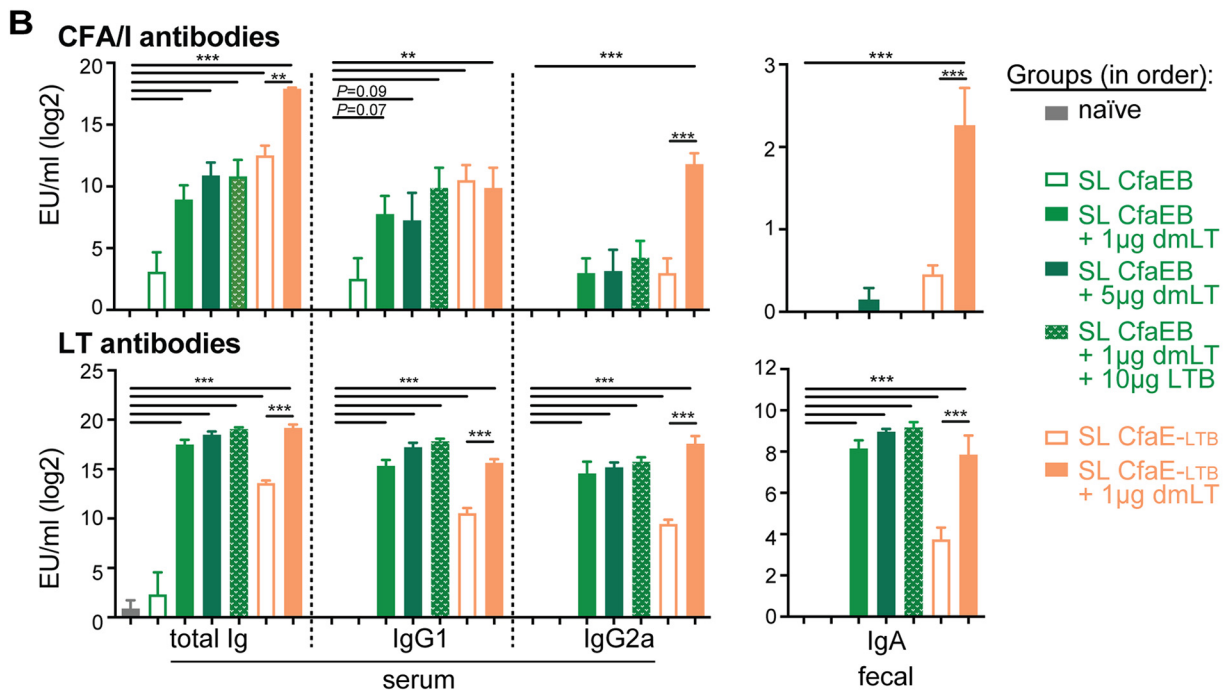 B
CFA/I antibodies
EU/ml (log2)
20
15
10
5
0
***
**
**
P=0.09
P=0.07
***
***
3
2
1
0
***
***
Groups (in order):
naïve
SL CfaEB
SL CfaEB
+ 1µg dmLT
SL CfaEB
+ 5µg dmLT
SL CfaEB
+ 1µg dmLT
+ 10µg LTB
SL CfaE-LTB
SL CfaE-LTB
+ 1µg dmLT
LT antibodies
EU/ml (log2)
25
20
15
10
5
0
***
***
***
***
***
***
12
10
8
6
4
2
0
***
***
total Ig
IgG1
IgG2a
serum
IgA
fecal